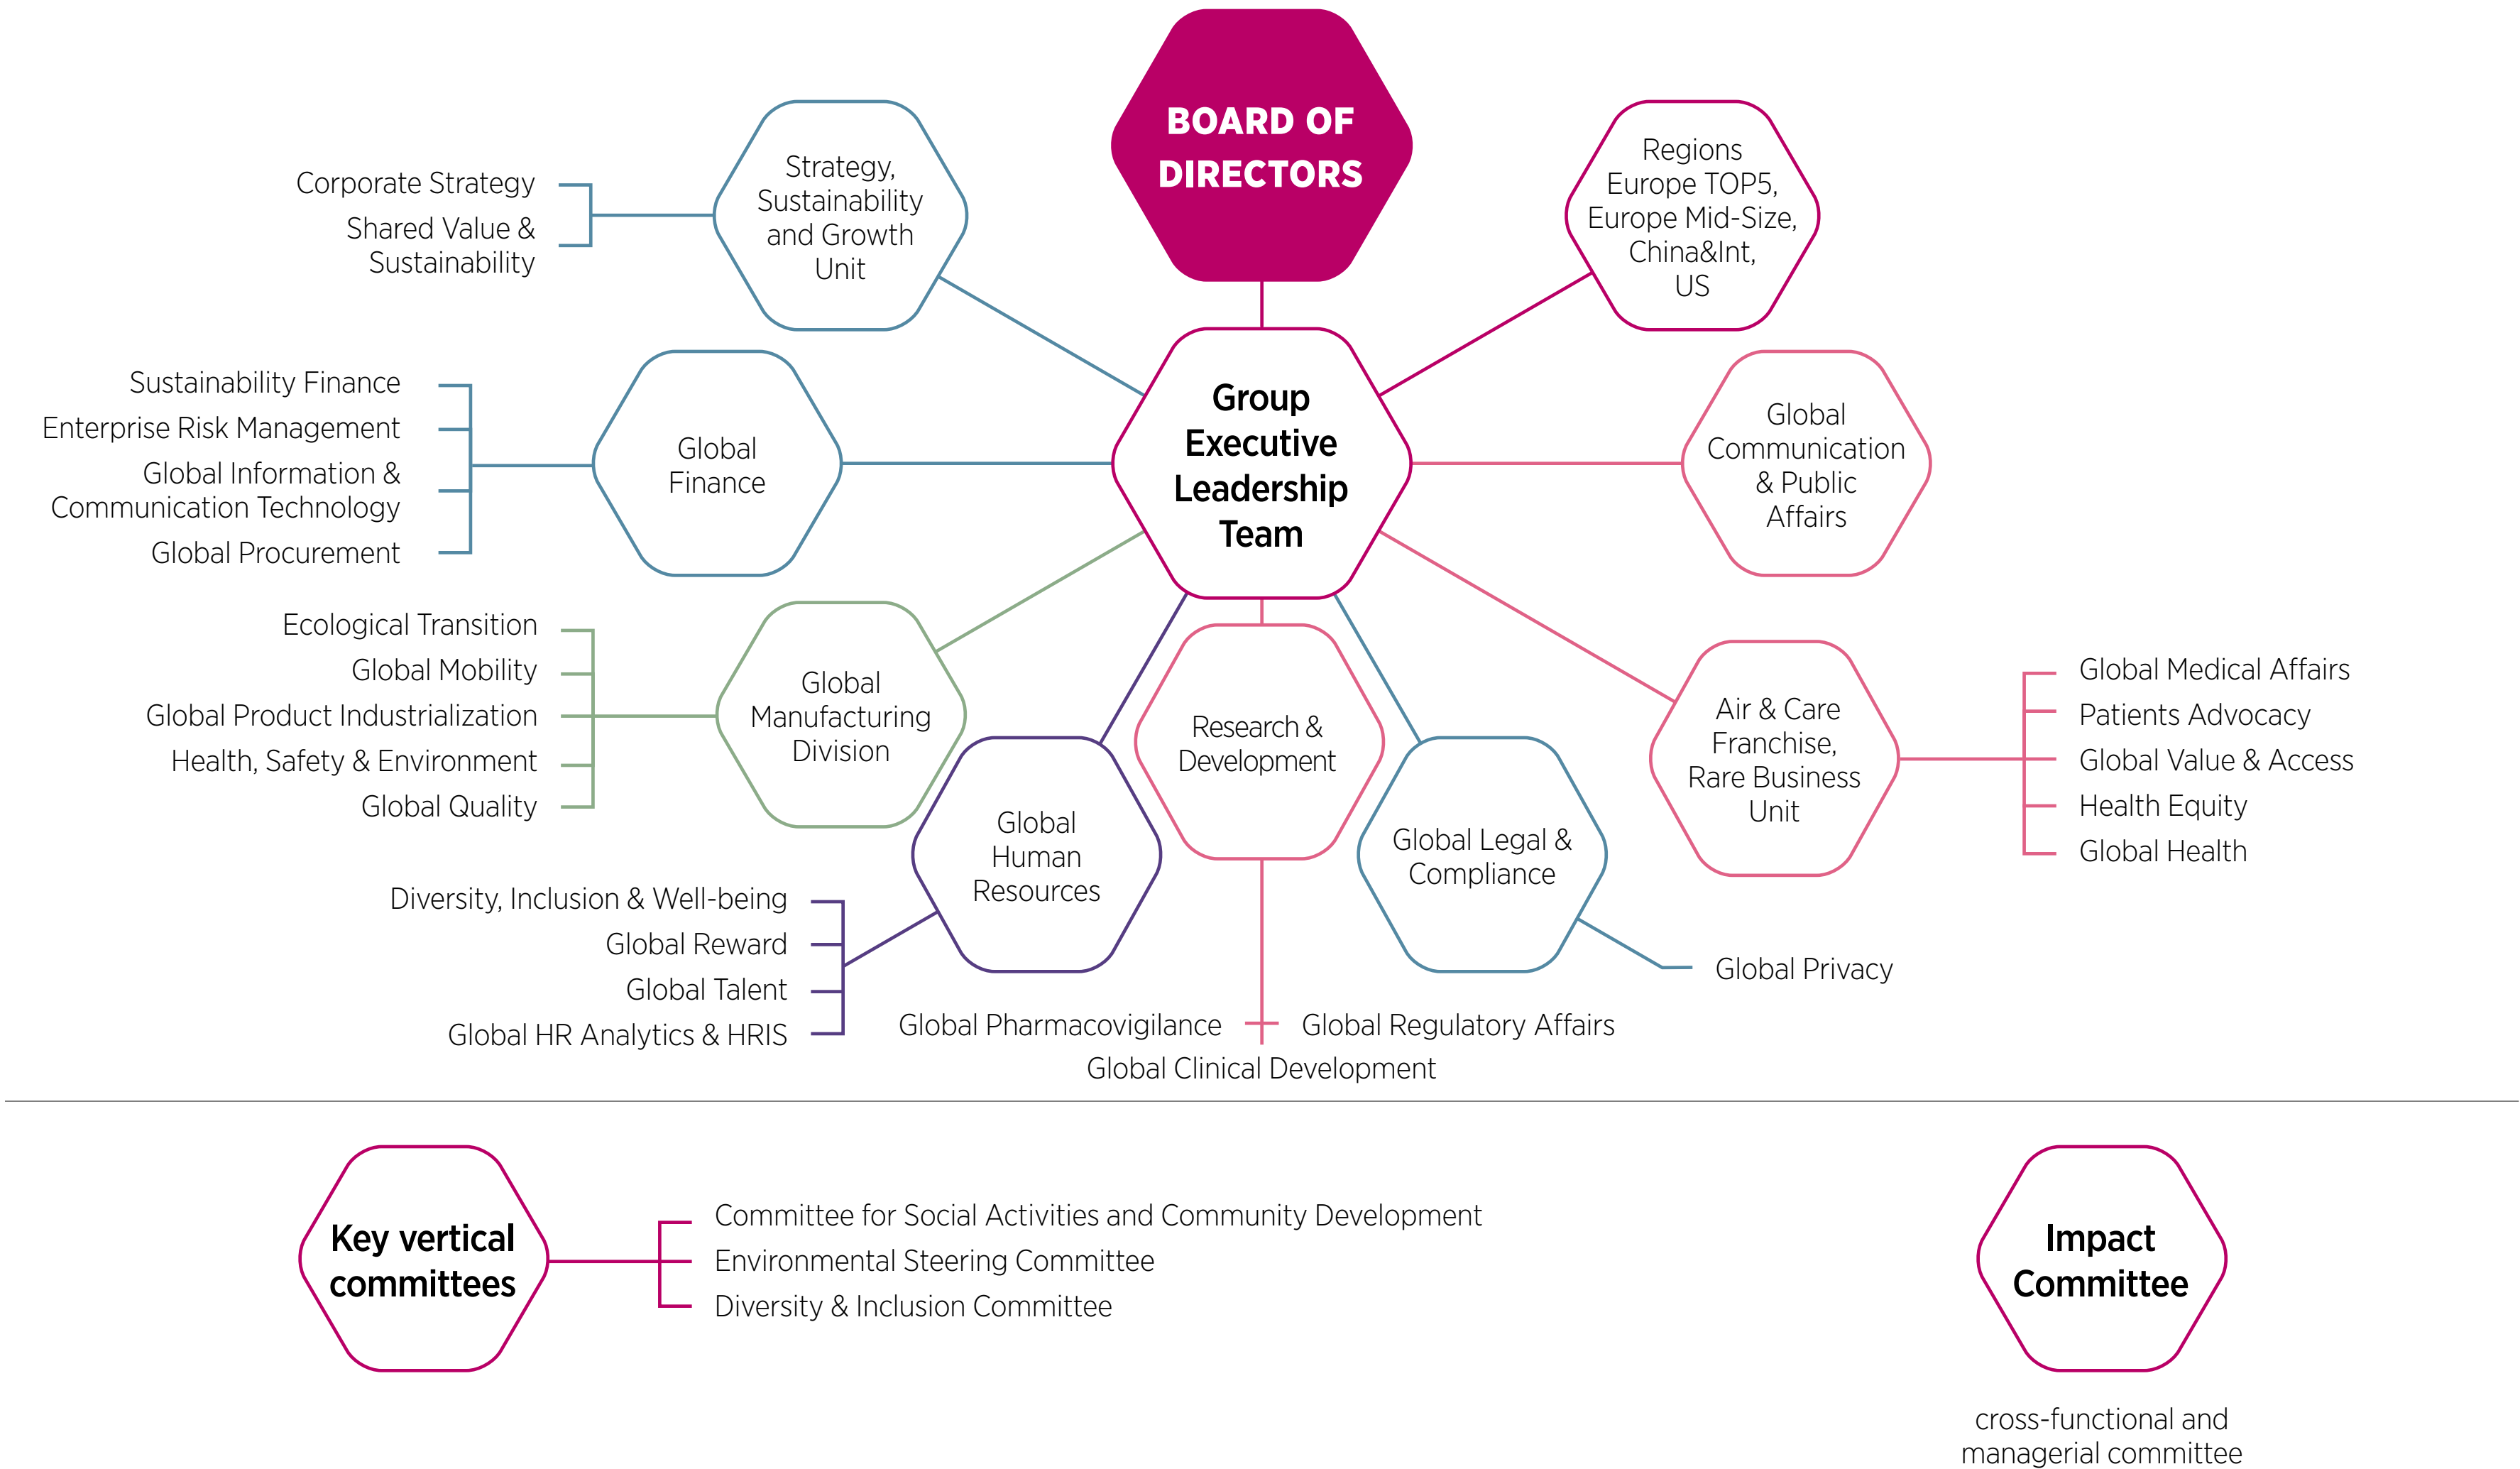 BOARD OF
DIRECTORS
Strategy,
Sustainability
and Growth
Unit
Corporate Strategy
Shared Value &
Sustainability
Regions
Europe TOP5,
Europe Mid-Size,
China&Int,
US
Group
Executive
Leadership
Team
Global
Finance
Sustainability Finance
Enterprise Risk Management
Global Information &
Communication Technology
Global Procurement
Global
Communication
& Public
Affairs
Global
Manufacturing
Division
Ecological Transition
Global Mobility
Global Product Industrialization
Health, Safety & Environment
Global Quality
Research &
Development
Air & Care
Franchise,
Rare Business
Unit
Global Medical Affairs
Patients Advocacy
Global Value & Access
Health Equity
Global Health
Global
Human
Resources
Diversity, Inclusion & Well-being
Global Reward
Global Talent
Global HR Analytics & HRIS
Global Legal &
Compliance
Global Privacy
Global Pharmacovigilance
Global Regulatory Affairs
Global Clinical Development
Key vertical
committees
Committee for Social Activities and Community Development
Environmental Steering Committee
Diversity & Inclusion Committee
Impact
Committee
cross-functional and
managerial committee